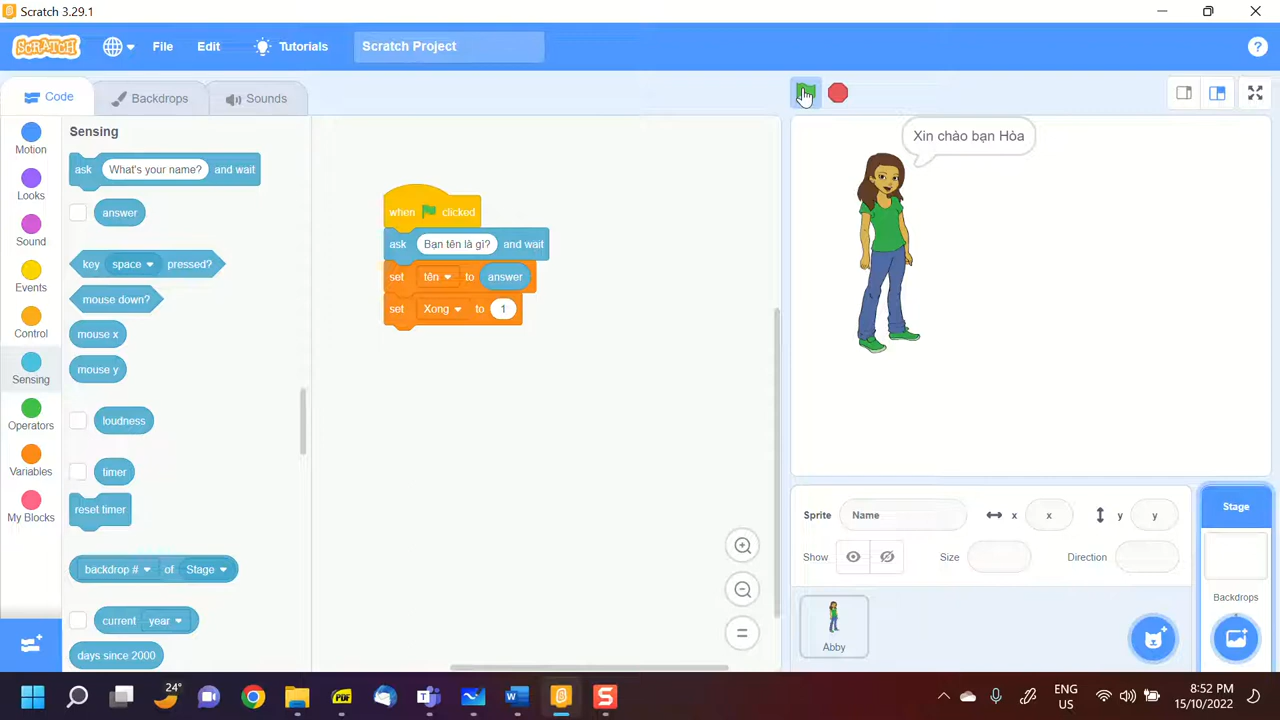 Scratch 3.29.1
SCRATCH
File
Edit
Tutorials
Scratch Project
?
Code
Backdrops
Sounds
Motion
Looks
Sound
Events
Control
Sensing
Operators
Variables
My Blocks
Sensing
ask What's your name? and wait
answer
key space pressed?
mouse down?
mouse x
mouse y
loudness
timer
reset timer
backdrop # of Stage
current year
days since 2000
when clicked
ask Bạn tên là gì? and wait
set tên to answer
set Xong to 1
Xin chào bạn Hòa
Sprite Name x x y y
Show Size Direction
Abby
Stage
Backdrops
24°
PDF
ENG
US
8:52 PM
15/10/2022